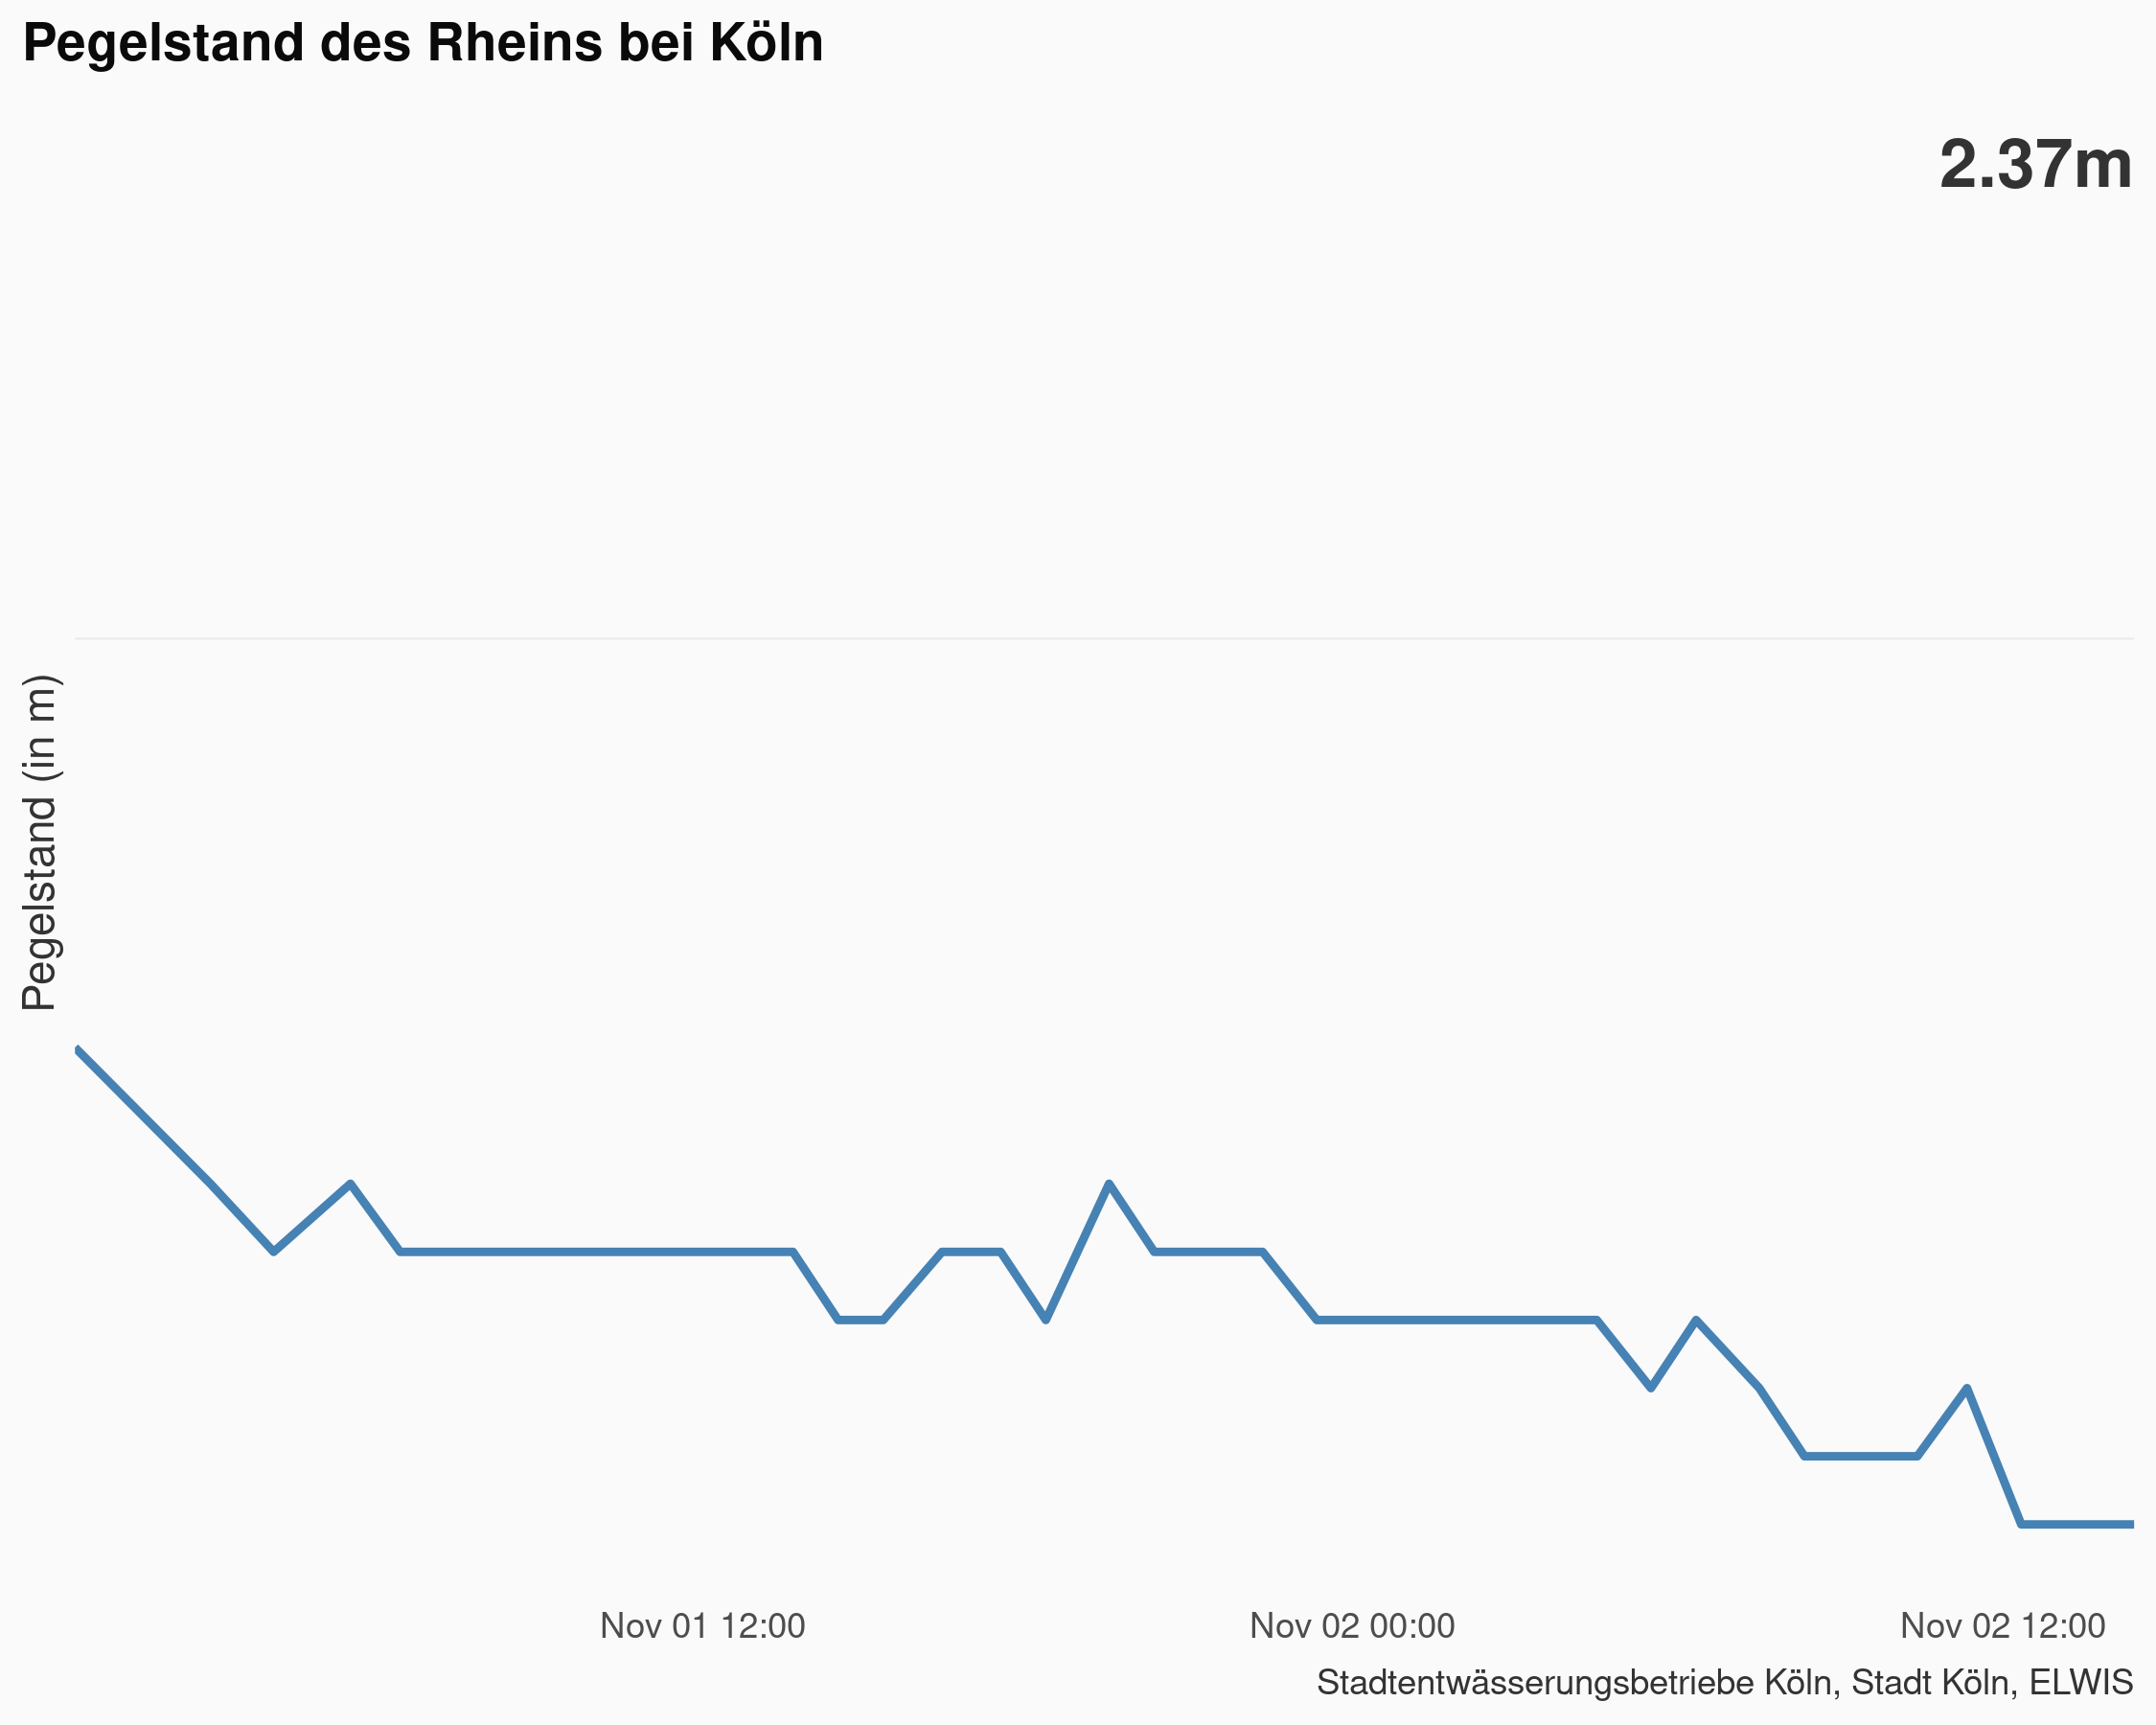 Pegelstand des Rheins bei Köln
2.37m
Pegelstand (in m)
Nov 01 12:00
Nov 02 00:00
Nov 02 12:00
Stadtentwässerungsbetriebe Köln, Stadt Köln, ELWIS